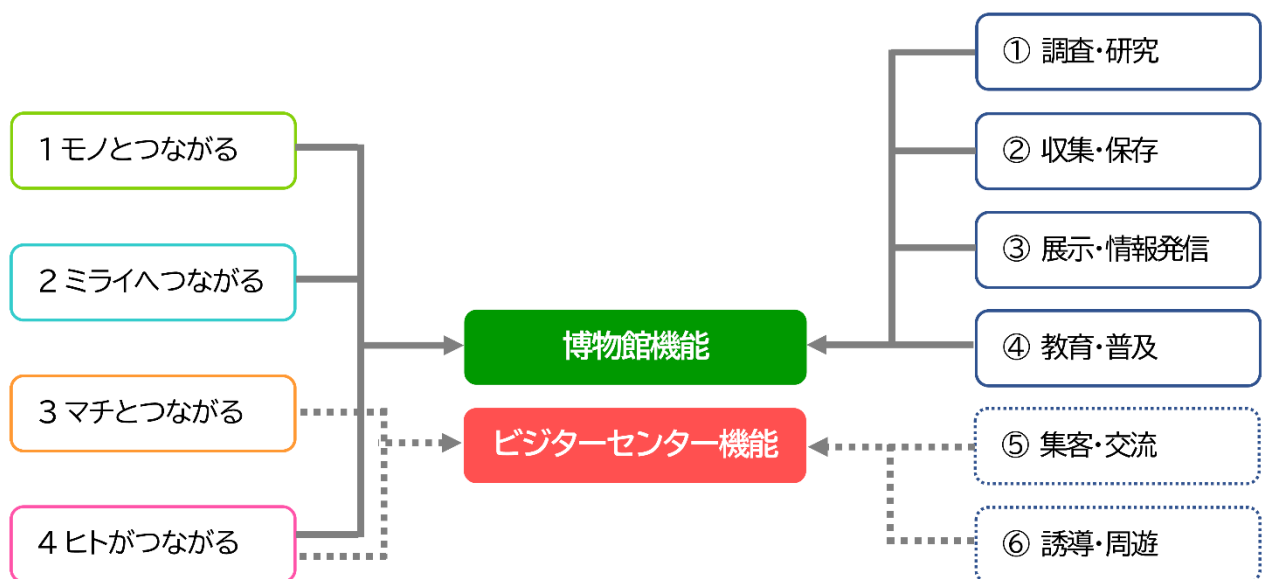 1 モノとつながる
2 ミライへつながる
3 マチとつながる
4 ヒトがつながる
博物館機能
ビジターセンター機能
① 調査・研究
② 収集・保存
③ 展示・情報発信
④ 教育・普及
⑤ 集客・交流
⑥ 誘導・周遊